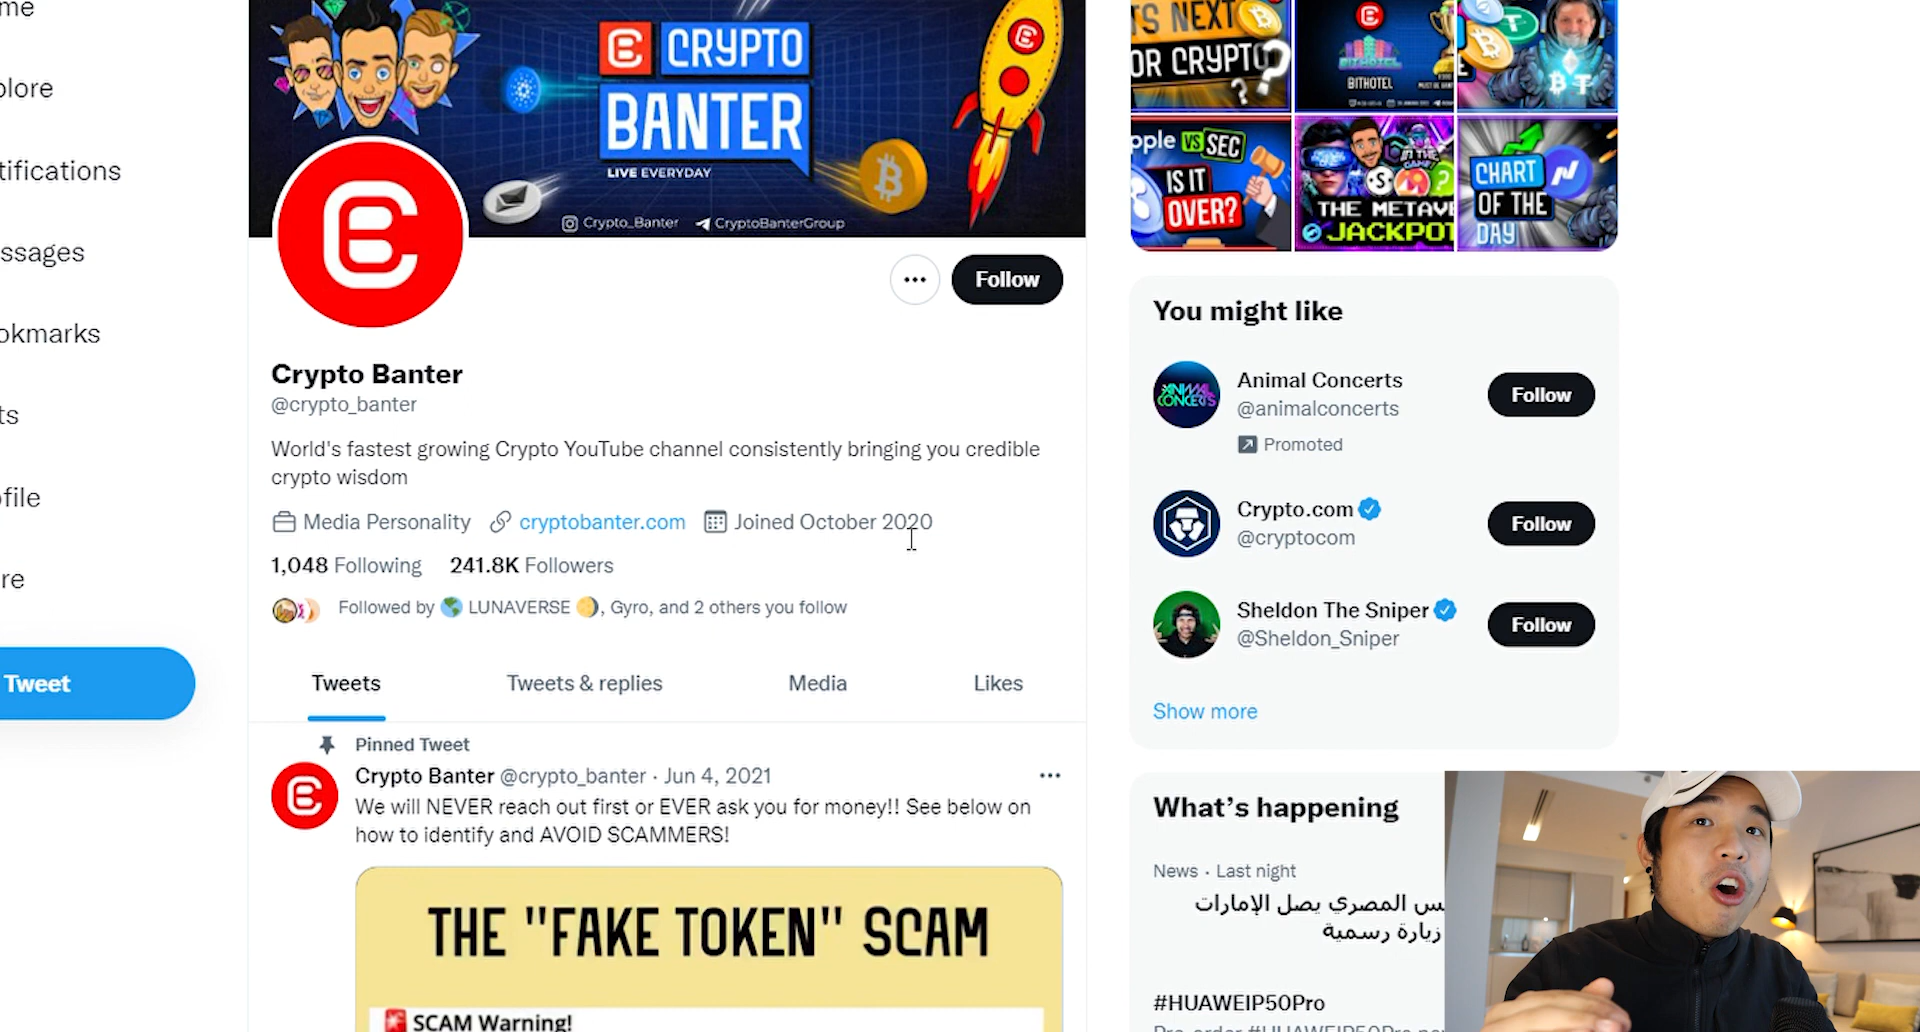 CRYPTO
BANTER
LIVE EVERYDAY
Crypto_Banter CryptoBanterGroup
Follow
Crypto Banter
@crypto_banter
World's fastest growing Crypto YouTube channel consistently bringing you credible
crypto wisdom
Media Personality cryptobanter.com Joined October 2020
1,048 Following 241.8K Followers
Followed by 🌎 LUNAVERSE 🌖, Gyro, and 2 others you follow
Tweets Tweets & replies Media Likes
Pinned Tweet
Crypto Banter @crypto_banter · Jun 4, 2021
We will NEVER reach out first or EVER ask you for money!! See below on
how to identify and AVOID SCAMMERS!
THE "FAKE TOKEN" SCAM
🚨 SCAM Warning!
me
plore
tifications
ssages
okmarks
ts
ofile
re
Tweet
TS NEXT
OR CRYPTO
?
BITHOTEL
BITHOTEL
pple VS SEC
IS IT
OVER?
IN THE
THE METAVE
JACKPOT
CHART
OF THE
DAY
You might like
Animal Concerts
@animalconcerts
Promoted
Follow
Crypto.com
@cryptocom
Follow
Sheldon The Sniper
@Sheldon_Sniper
Follow
Show more
What's happening
News · Last night
س المصري يصل الإمارات
زيارة رسمية
#HUAWEIP50Pro